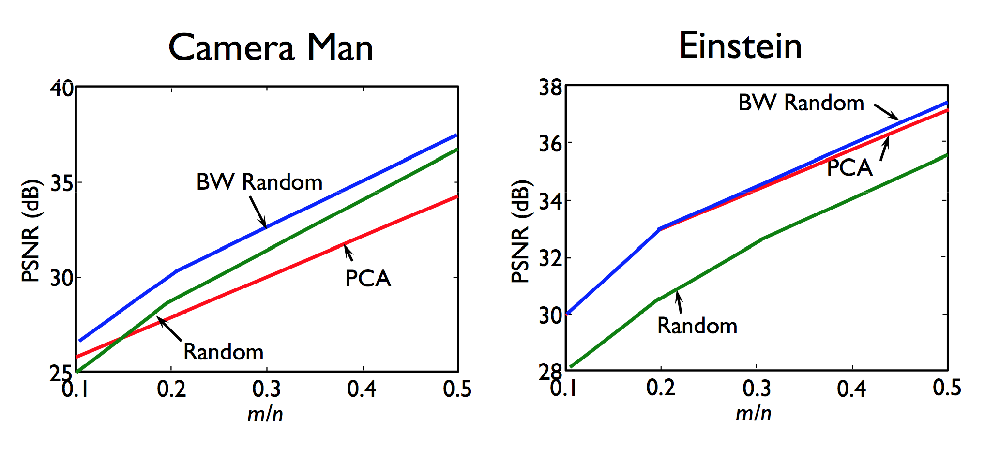 Camera Man
40
35
30
25
PSNR (dB)
BW Random
PCA
Random
0.1 0.2 0.3 0.4 0.5
m/n
Einstein
38
36
34
32
30
28
PSNR (dB)
BW Random
PCA
Random
0.1 0.2 0.3 0.4 0.5
m/n